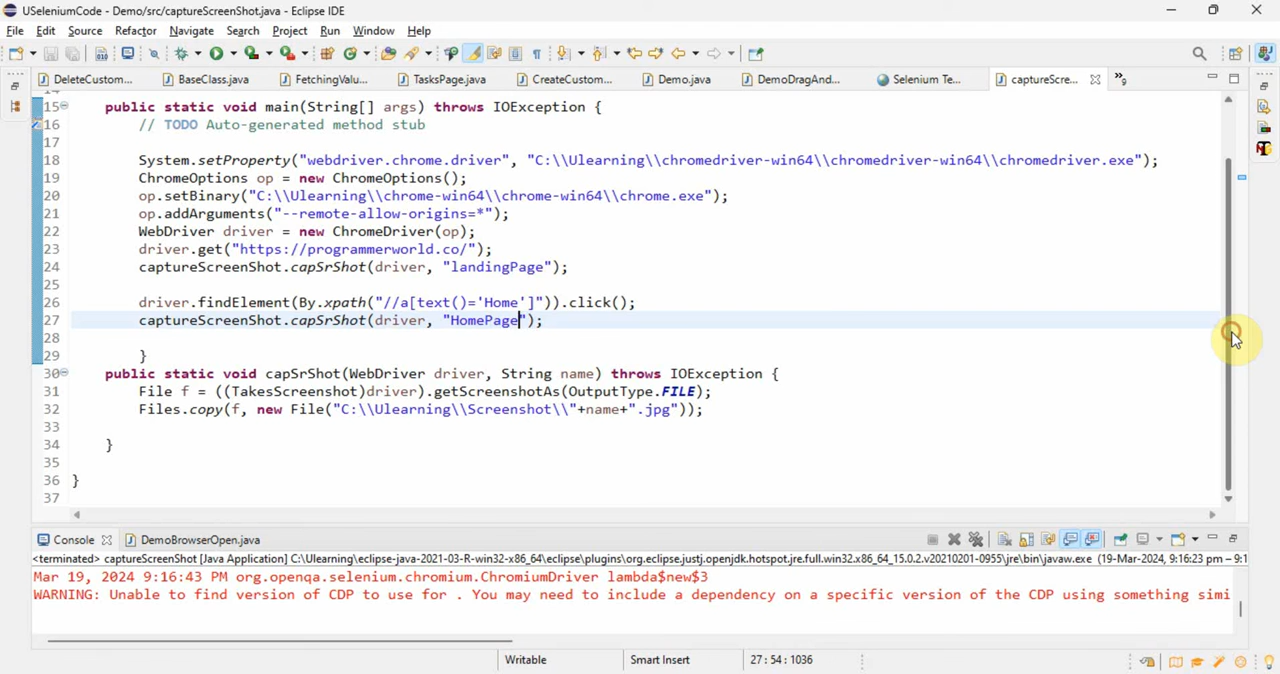 USeleniumCode - Demo/src/captureScreenShot.java - Eclipse IDE
File Edit Source Refactor Navigate Search Project Run Window Help
DeleteCustom... BaseClass.java FetchingValu... TasksPage.java CreateCustom... Demo.java DemoDragAnd... Selenium Te... captureScre... »9
15 public static void main(String[] args) throws IOException {
16 // TODO Auto-generated method stub
17
18 System.setProperty("webdriver.chrome.driver", "C:\\Ulearning\\chromedriver-win64\\chromedriver-win64\\chromedriver.exe");
19 ChromeOptions op = new ChromeOptions();
20 op.setBinary("C:\\Ulearning\\chrome-win64\\chrome-win64\\chrome.exe");
21 op.addArguments("--remote-allow-origins=*");
22 WebDriver driver = new ChromeDriver(op);
23 driver.get("https://programmerworld.co/");
24 captureScreenShot.capSrShot(driver, "landingPage");
25
26 driver.findElement(By.xpath("//a[text()='Home']")).click();
27 captureScreenShot.capSrShot(driver, "HomePage");
28
29 }
30 public static void capSrShot(WebDriver driver, String name) throws IOException {
31 File f = ((TakesScreenshot)driver).getScreenshotAs(OutputType.FILE);
32 Files.copy(f, new File("C:\\Ulearning\\Screenshot\\"+name+".jpg"));
33
34 }
35
36 }
37
Console DemoBrowserOpen.java
<terminated> captureScreenShot [Java Application] C:\Ulearning\eclipse-java-2021-03-R-win32-x86_64\eclipse\plugins\org.eclipse.justj.openjdk.hotspot.jre.full.win32.x86_64_15.0.2.v20210201-0955\jre\bin\javaw.exe (19-Mar-2024, 9:16:23 pm – 9:1
Mar 19, 2024 9:16:43 PM org.openqa.selenium.chromium.ChromiumDriver lambda$new$3
WARNING: Unable to find version of CDP to use for . You may need to include a dependency on a specific version of the CDP using something simi
Writable Smart Insert 27 : 54 : 1036